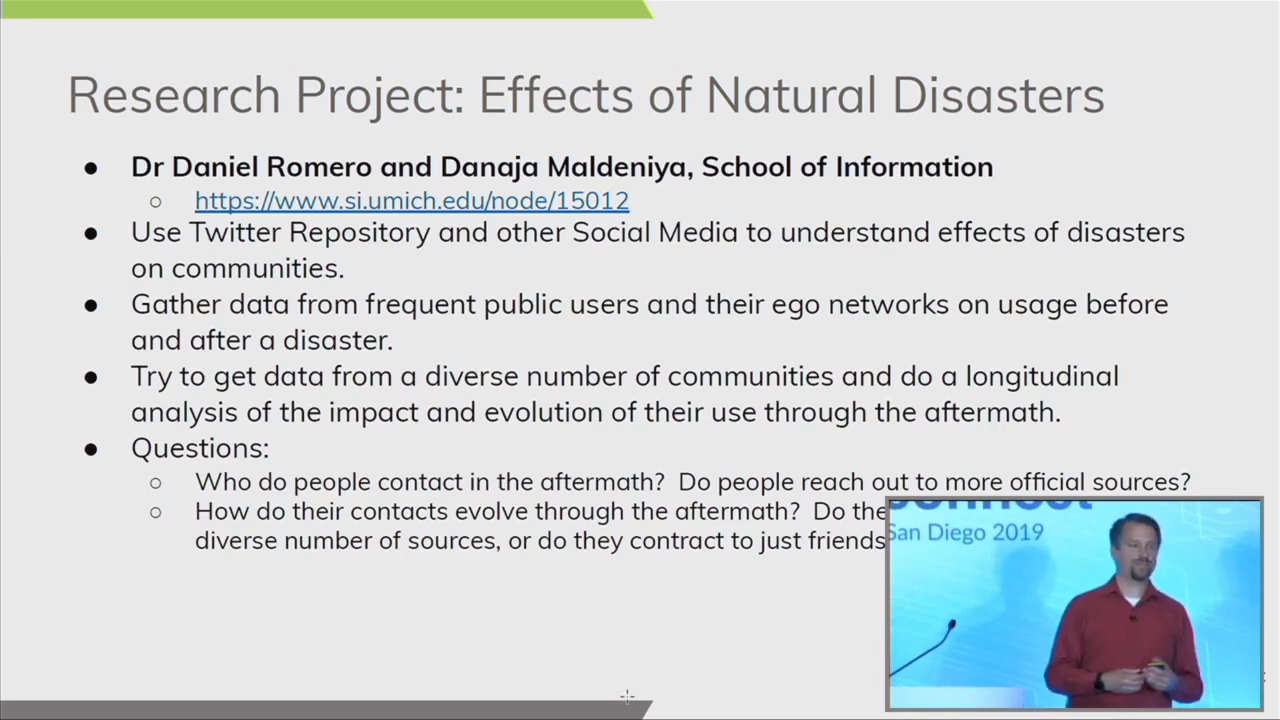 Research Project: Effects of Natural Disasters
● Dr Daniel Romero and Danaja Maldeniya, School of Information
○ https://www.si.umich.edu/node/15012
● Use Twitter Repository and other Social Media to understand effects of disasters
on communities.
● Gather data from frequent public users and their ego networks on usage before
and after a disaster.
● Try to get data from a diverse number of communities and do a longitudinal
analysis of the impact and evolution of their use through the aftermath.
● Questions:
○ Who do people contact in the aftermath?  Do people reach out to more official sources?
○ How do their contacts evolve through the aftermath?  Do
diverse number of sources, or do they contract to just friends
San Diego 2019